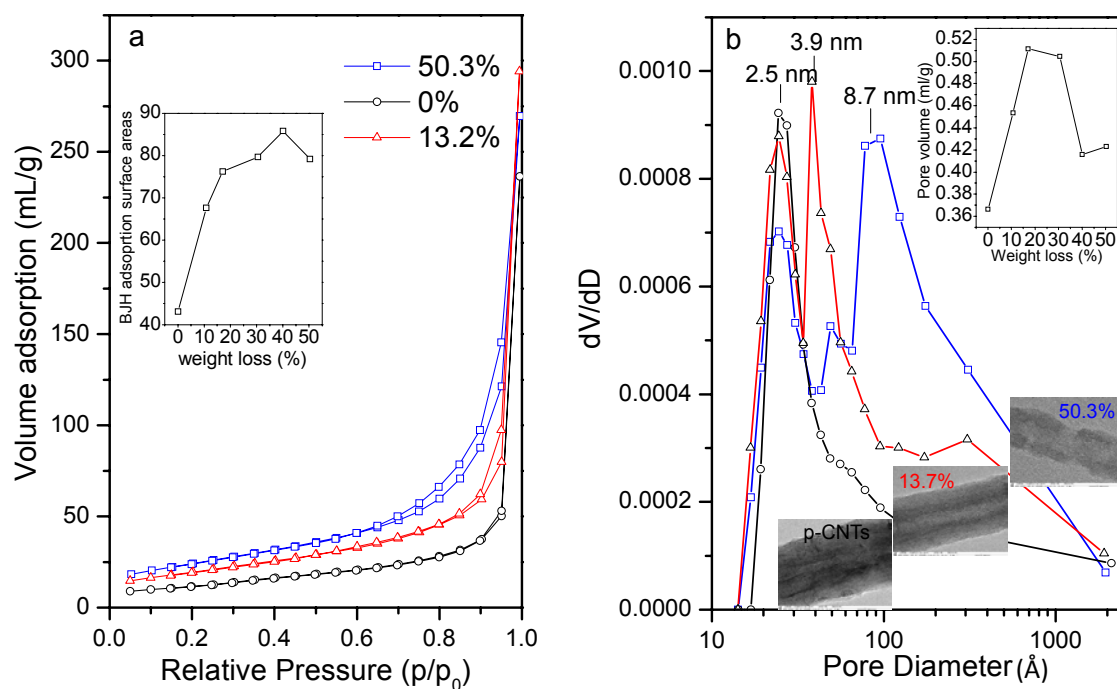 a
50.3%
0%
13.2%
300
250
200
150
100
50
0
Volume adsorption (mL/g)
0.0 0.2 0.4 0.6 0.8 1.0
Relative Pressure (p/p₀)
90
80
70
60
50
40
BJH adsoprtion surface areas
0 10 20 30 40 50
weight loss (%)
b
3.9 nm
2.5 nm
8.7 nm
0.0010
0.0008
0.0006
0.0004
0.0002
0.0000
dV/dD
10 100 1000
Pore Diameter (Å)
0.52
0.50
0.48
0.46
0.44
0.42
0.40
0.38
0.36
Pore volume (ml/g)
0 10 20 30 40 50
Weight loss (%)
50.3%
13.7%
p-CNTs